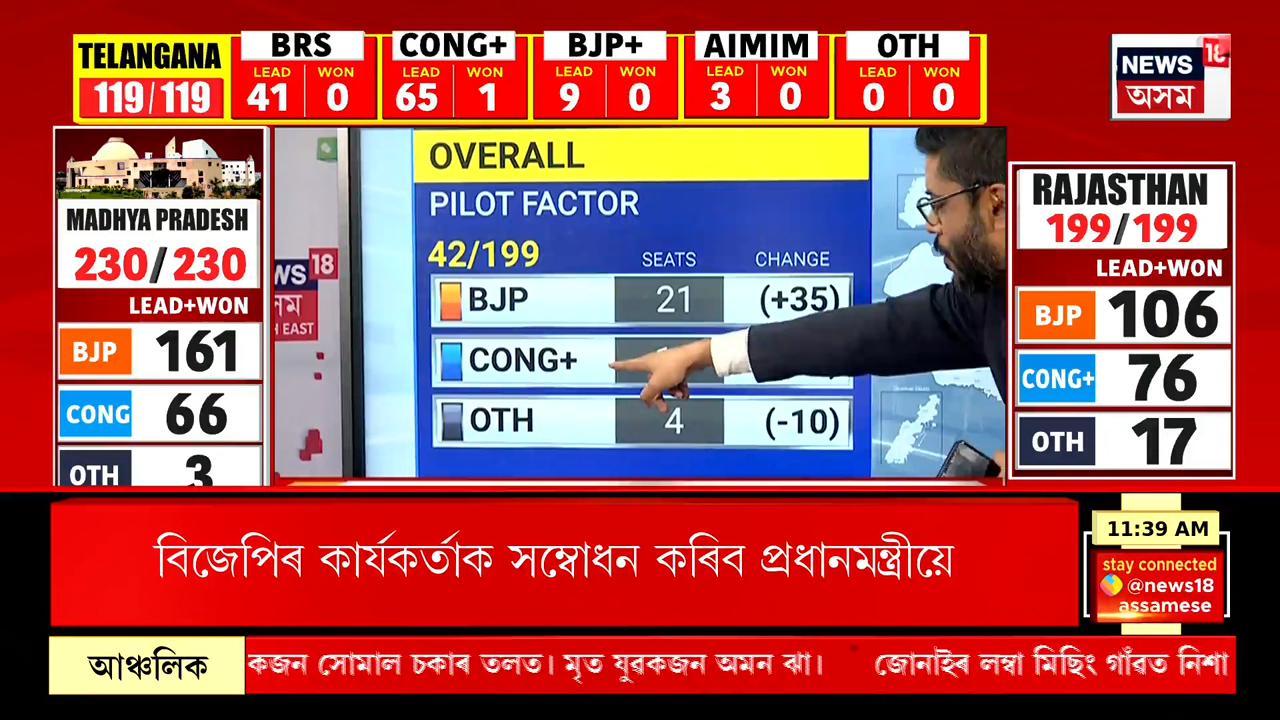 TELANGANA
119/119
BRS
LEAD WON
41 0
CONG+
LEAD WON
65 1
BJP+
LEAD WON
9 0
AIMIM
LEAD WON
3 0
OTH
LEAD WON
0 0
NEWS 18
অসম
MADHYA PRADESH
230/230
LEAD+WON
BJP 161
CONG 66
OTH 3
18
অসম
EAST
OVERALL
PILOT FACTOR
42/199 SEATS CHANGE
BJP 21 (+35)
CONG+
OTH 4 (-10)
RAJASTHAN
199/199
LEAD+WON
BJP 106
CONG+ 76
OTH 17
বিজেপিৰ কাৰ্যকৰ্তাক সম্বোধন কৰিব প্ৰধানমন্ত্ৰীয়ে
11:39 AM
stay connected
@news18
assamese
আঞ্চলিক
কজন সোমাল চকাৰ তলত। মৃত যুৱকজন অমন ঝা। জোনাইৰ লম্বা মিছিং গাঁৱত নিশা